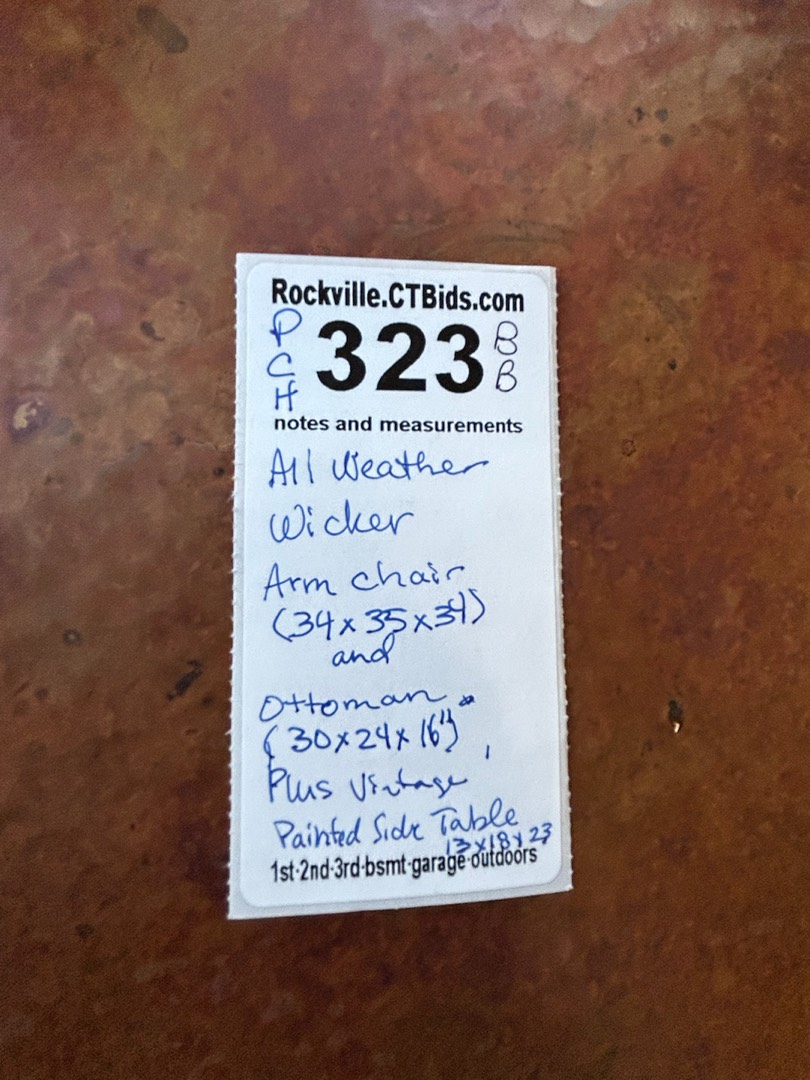 Rockville.CTBids.com
P
C
H
323
B
B
notes and measurements
All Weather
Wicker
Arm chair
(34x35x34)
and
Ottoman
(30x24x16")
Plus Vintage
Painted Side Table
13x18x23
1st·2nd·3rd·bsmt·garage·outdoors